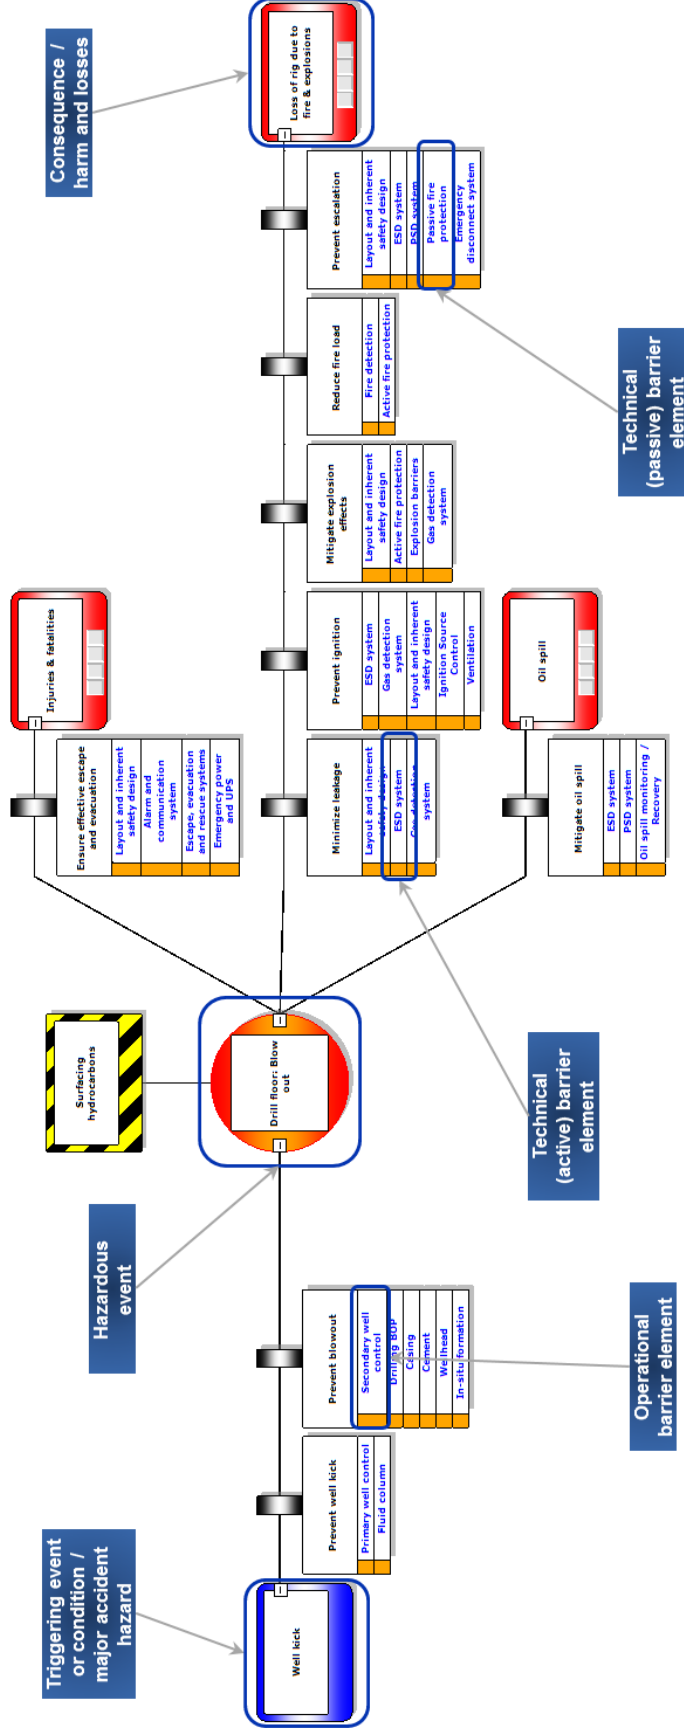 Triggering event
or condition /
major accident
hazard
Hazardous
event
Consequence /
harm and losses
Surfacing
hydrocarbons
Well kick
Prevent well kick
Primary well control
Fluid column
Prevent blowout
Secondary well
control
Drilling BOP
Casing
Cement
Wellhead
In-situ formation
Drill floor: Blow
out
Ensure effective escape
and evacuation
Layout and inherent
safety design
Alarm and
communication
system
Escape, evacuation
and rescue systems
Emergency power
and UPS
Injuries & fatalities
Minimize leakage
Layout and inherent
safety design
ESD system
Gas detection
system
Prevent ignition
ESD system
Gas detection
system
Layout and inherent
safety design
Ignition Source
Control
Ventilation
Mitigate explosion
effects
Layout and inherent
safety design
Active fire protection
Explosion barriers
Gas detection
system
Reduce fire load
Fire detection
Active fire protection
Prevent escalation
Layout and inherent
safety design
ESD system
PSD system
Passive fire
protection
Emergency
disconnect system
Loss of rig due to
fire & explosions
Mitigate oil spill
ESD system
PSD system
Oil spill monitoring /
Recovery
Oil spill
Operational
barrier element
Technical
(active) barrier
element
Technical
(passive) barrier
element